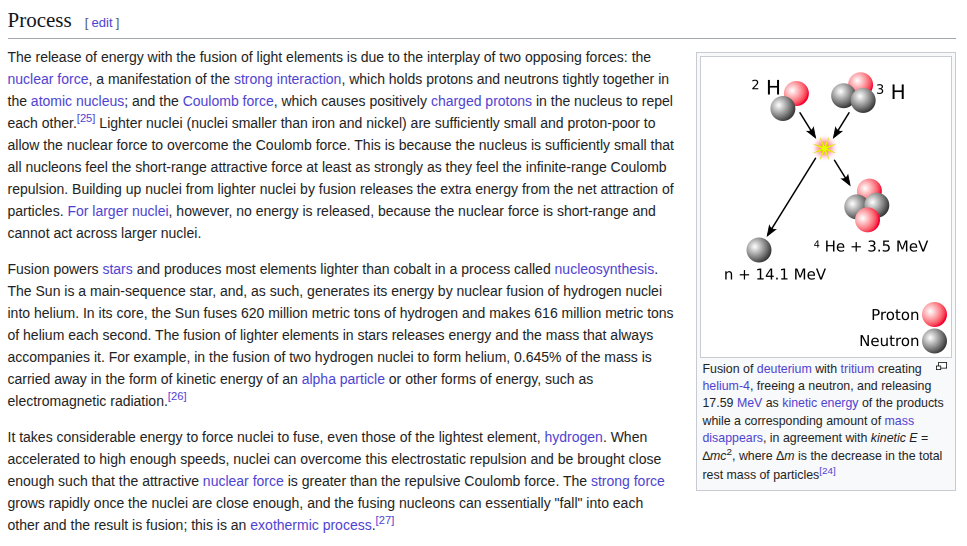 Process [ edit ]
The release of energy with the fusion of light elements is due to the interplay of two opposing forces: the
nuclear force, a manifestation of the strong interaction, which holds protons and neutrons tightly together in
the atomic nucleus; and the Coulomb force, which causes positively charged protons in the nucleus to repel
each other.[25] Lighter nuclei (nuclei smaller than iron and nickel) are sufficiently small and proton-poor to
allow the nuclear force to overcome the Coulomb force. This is because the nucleus is sufficiently small that
all nucleons feel the short-range attractive force at least as strongly as they feel the infinite-range Coulomb
repulsion. Building up nuclei from lighter nuclei by fusion releases the extra energy from the net attraction of
particles. For larger nuclei, however, no energy is released, because the nuclear force is short-range and
cannot act across larger nuclei.
Fusion powers stars and produces most elements lighter than cobalt in a process called nucleosynthesis.
The Sun is a main-sequence star, and, as such, generates its energy by nuclear fusion of hydrogen nuclei
into helium. In its core, the Sun fuses 620 million metric tons of hydrogen and makes 616 million metric tons
of helium each second. The fusion of lighter elements in stars releases energy and the mass that always
accompanies it. For example, in the fusion of two hydrogen nuclei to form helium, 0.645% of the mass is
carried away in the form of kinetic energy of an alpha particle or other forms of energy, such as
electromagnetic radiation.[26]
It takes considerable energy to force nuclei to fuse, even those of the lightest element, hydrogen. When
accelerated to high enough speeds, nuclei can overcome this electrostatic repulsion and be brought close
enough such that the attractive nuclear force is greater than the repulsive Coulomb force. The strong force
grows rapidly once the nuclei are close enough, and the fusing nucleons can essentially "fall" into each
other and the result is fusion; this is an exothermic process.[27]
² H
³ H
⁴ He + 3.5 MeV
n + 14.1 MeV
Proton
Neutron
Fusion of deuterium with tritium creating
helium-4, freeing a neutron, and releasing
17.59 MeV as kinetic energy of the products
while a corresponding amount of mass
disappears, in agreement with kinetic E =
∆mc², where Δm is the decrease in the total
rest mass of particles[24]